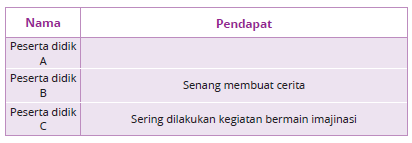 Nama Pendapat
Peserta didik
A
Peserta didik
B
Senang membuat cerita
Peserta didik
C
Sering dilakukan kegiatan bermain imajinasi